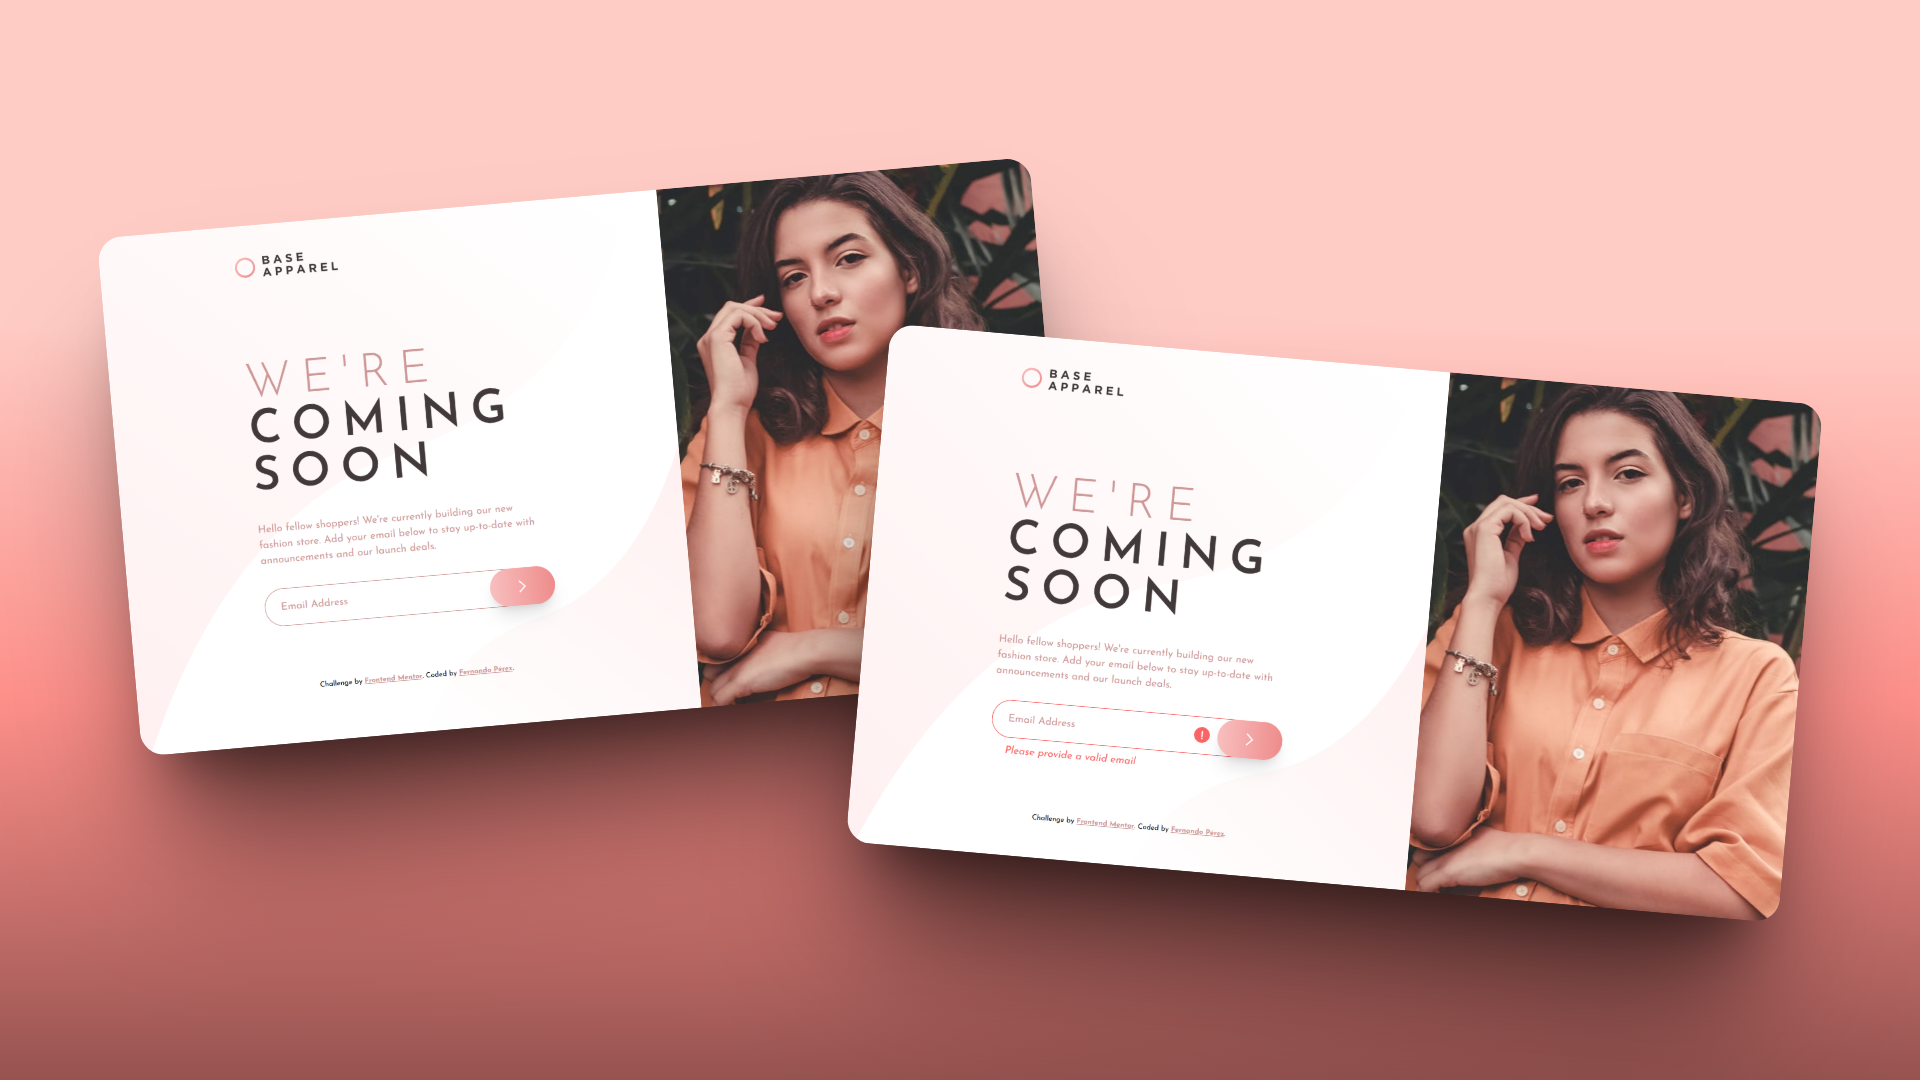 BASE
APPAREL
WE'RE
COMING
SOON
Hello fellow shoppers! We're currently building our new
fashion store. Add your email below to stay up-to-date with
announcements and our launch deals.
Email Address
Challenge by Frontend Mentor. Coded by Fernando Pérez.
BASE
APPAREL
WE'RE
COMING
SOON
Hello fellow shoppers! We're currently building our new
fashion store. Add your email below to stay up-to-date with
announcements and our launch deals.
Email Address
!
Please provide a valid email
Challenge by Frontend Mentor. Coded by Fernando Pérez.